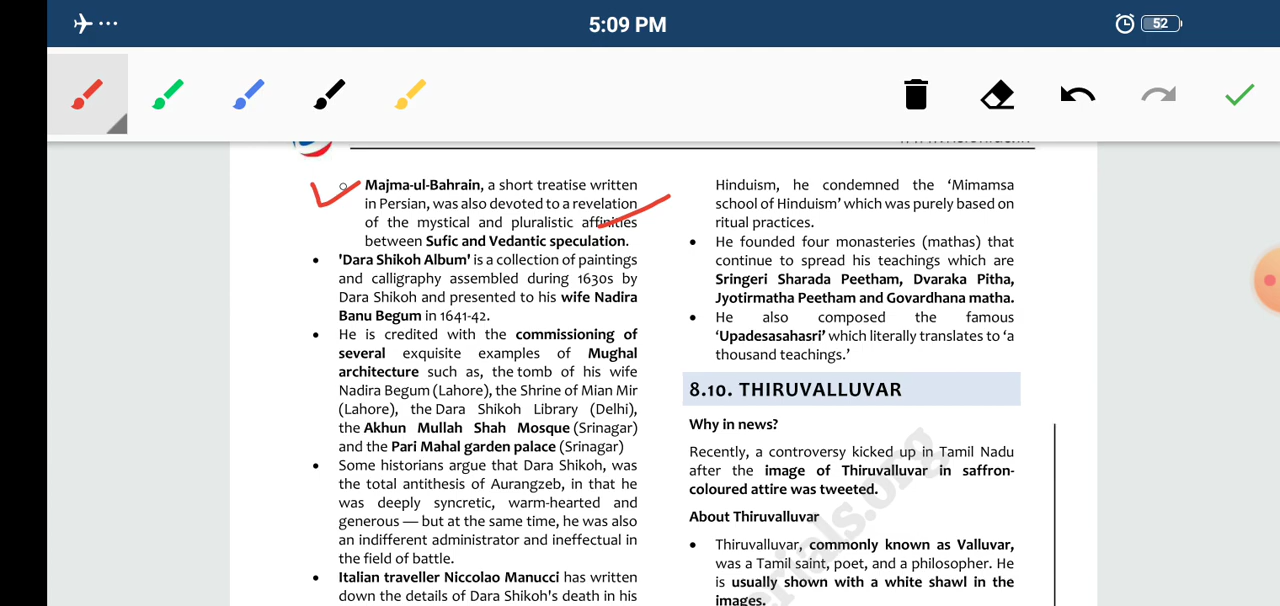 5:09 PM
52
Majma-ul-Bahrain, a short treatise written
in Persian, was also devoted to a revelation
of the mystical and pluralistic affinities
between Sufic and Vedantic speculation.
• 'Dara Shikoh Album' is a collection of paintings
and calligraphy assembled during 1630s by
Dara Shikoh and presented to his wife Nadira
Banu Begum in 1641-42.
• He is credited with the commissioning of
several exquisite examples of Mughal
architecture such as, the tomb of his wife
Nadira Begum (Lahore), the Shrine of Mian Mir
(Lahore), the Dara Shikoh Library (Delhi),
the Akhun Mullah Shah Mosque (Srinagar)
and the Pari Mahal garden palace (Srinagar)
• Some historians argue that Dara Shikoh, was
the total antithesis of Aurangzeb, in that he
was deeply syncretic, warm-hearted and
generous — but at the same time, he was also
an indifferent administrator and ineffectual in
the field of battle.
• Italian traveller Niccolao Manucci has written
down the details of Dara Shikoh's death in his
Hinduism, he condemned the ‘Mimamsa
school of Hinduism’ which was purely based on
ritual practices.
• He founded four monasteries (mathas) that
continue to spread his teachings which are
Sringeri Sharada Peetham, Dvaraka Pitha,
Jyotirmatha Peetham and Govardhana matha.
• He also composed the famous
‘Upadesasahasri’ which literally translates to ‘a
thousand teachings.’
8.10. THIRUVALLUVAR
Why in news?
Recently, a controversy kicked up in Tamil Nadu
after the image of Thiruvalluvar in saffron-
coloured attire was tweeted.
About Thiruvalluvar
• Thiruvalluvar, commonly known as Valluvar,
was a Tamil saint, poet, and a philosopher. He
is usually shown with a white shawl in the
images.
erials.org